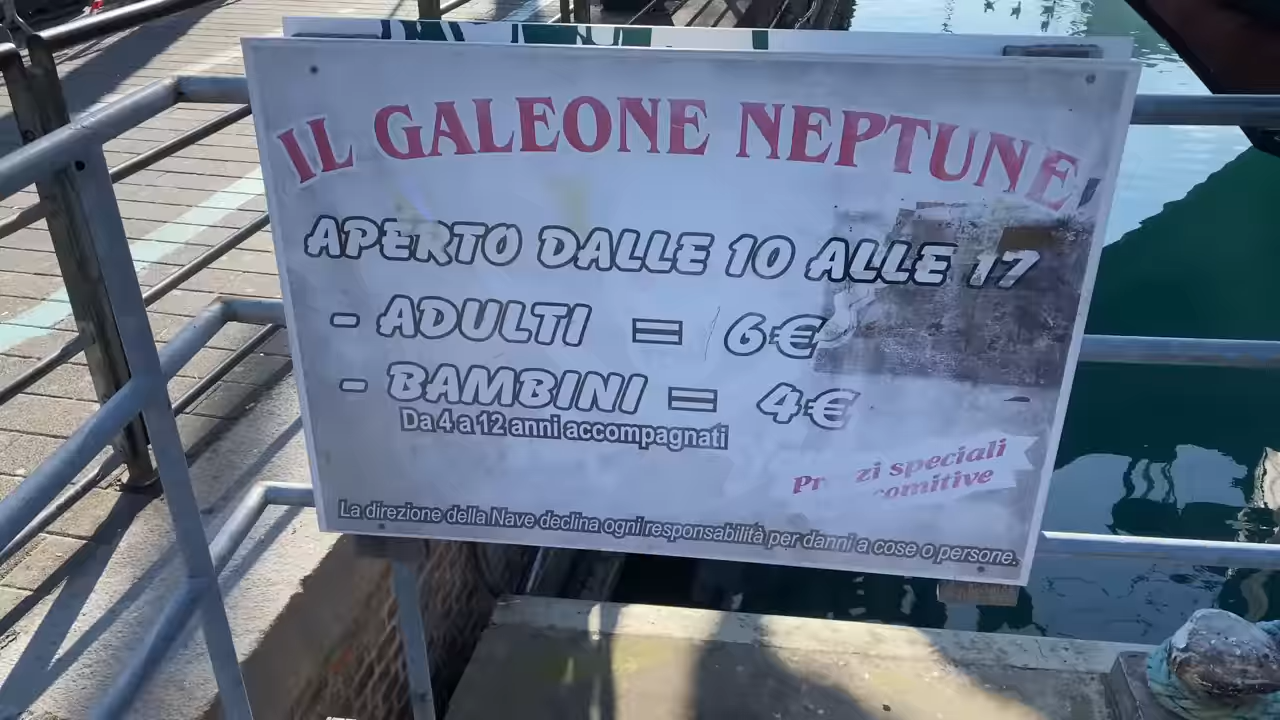 IL GALEONE NEPTUNE
APERTO DALLE 10 ALLE 17
- ADULTI = 6€
- BAMBINI = 4€
Da 4 a 12 anni accompagnati
speciali
La direzione della Nave declina ogni responsabilità per danni a cose o persone.